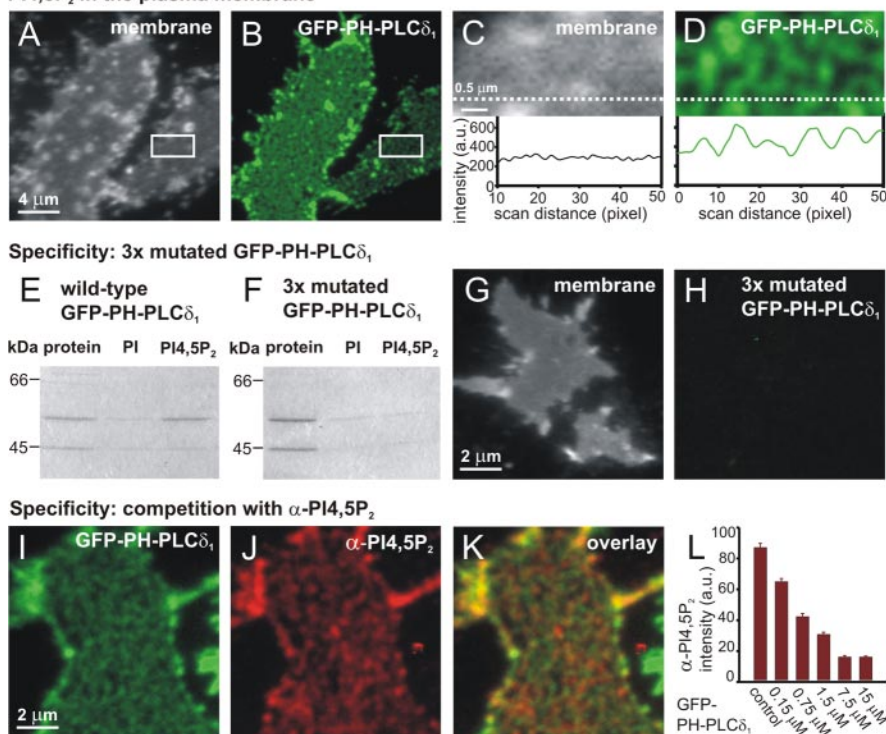 in the plasma membrane
A membrane
B GFP-PH-PLCδ₁
C membrane
0.5 μm
intensity (a.u.)
600
400
200
0
10 20 30 40 50
scan distance (pixel)
D GFP-PH-PLCδ₁
0 10 20 30 40 50
scan distance (pixel)
4 μm
Specificity: 3x mutated GFP-PH-PLCδ₁
E wild-type
GFP-PH-PLCδ₁
kDa protein PI PI4,5P₂
66
45
F 3x mutated
GFP-PH-PLCδ₁
kDa protein PI PI4,5P₂
66
45
G membrane
2 μm
H 3x mutated
GFP-PH-PLCδ₁
Specificity: competition with α-PI4,5P₂
I GFP-PH-PLCδ₁
2 μm
J α-PI4,5P₂
K overlay
L
α-PI4,5P₂
intensity (a.u.)
100
80
60
40
20
0
GFP-
PH-PLCδ₁
control
0.15 μM
0.75 μM
1.5 μM
7.5 μM
15 μM